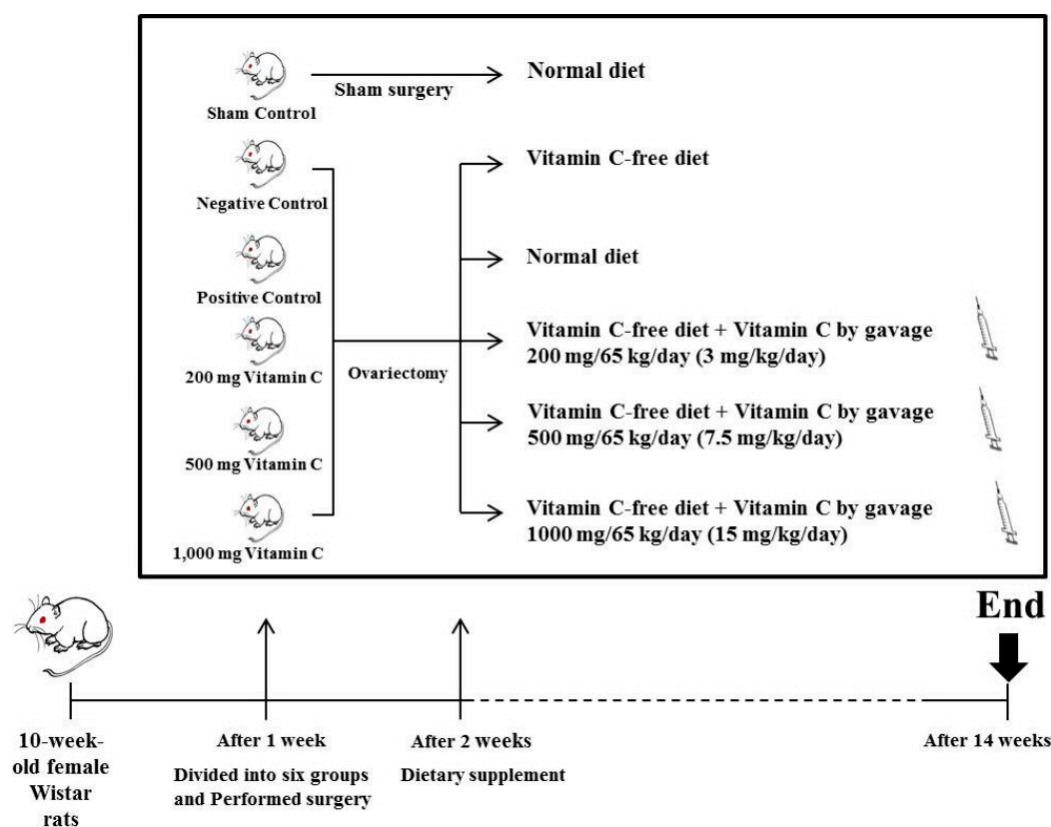 Normal diet
Sham surgery
Sham Control
Vitamin C-free diet
Negative Control
Normal diet
Positive Control
Vitamin C-free diet + Vitamin C by gavage
200 mg/65 kg/day (3 mg/kg/day)
200 mg Vitamin C
Ovariectomy
Vitamin C-free diet + Vitamin C by gavage
500 mg/65 kg/day (7.5 mg/kg/day)
500 mg Vitamin C
Vitamin C-free diet + Vitamin C by gavage
1000 mg/65 kg/day (15 mg/kg/day)
1,000 mg Vitamin C
End
10-week-
old female
Wistar
rats
After 1 week
Divided into six groups
and Performed surgery
After 2 weeks
Dietary supplement
After 14 weeks